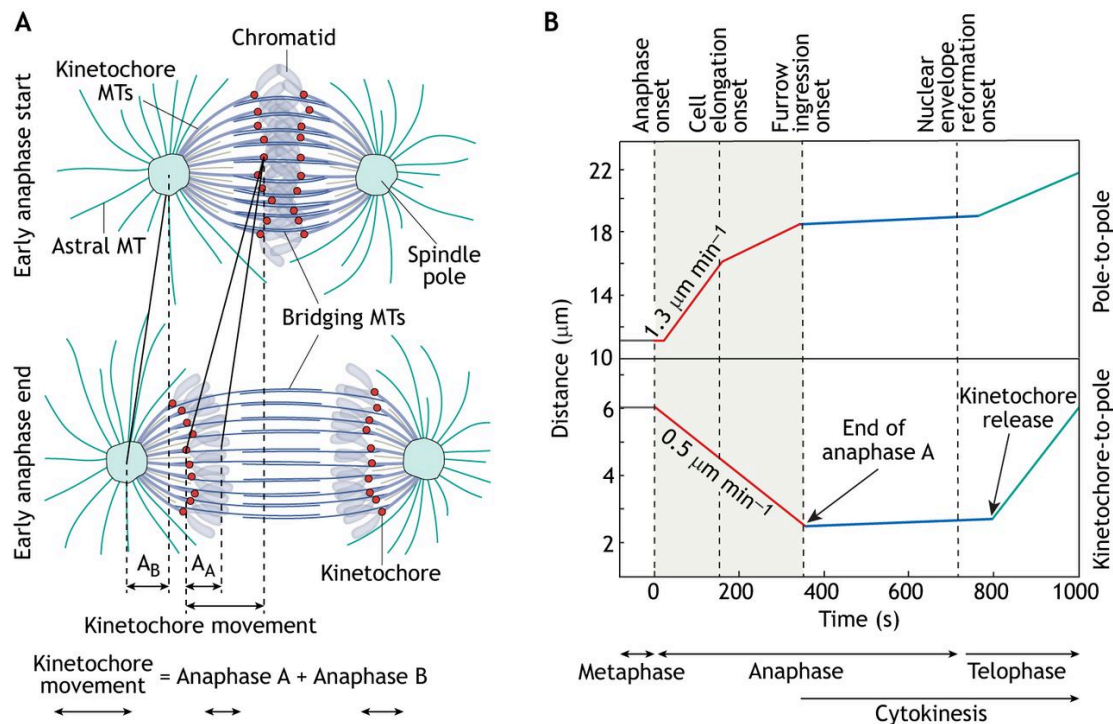 A
Early anaphase start
Chromatid
Kinetochore
MTs
Astral MT
Spindle
pole
Bridging MTs
Early anaphase end
Kinetochore
A_B
A_A
Kinetochore movement
Kinetochore
movement
= Anaphase A + Anaphase B
B
Anaphase
onset
Cell
elongation
onset
Furrow
ingression
onset
Nuclear
envelope
reformation
onset
22
18
14
10
6
4
2
Distance (µm)
1.3 µm min⁻¹
Pole-to-pole
0.5 µm min⁻¹
End of
anaphase A
Kinetochore
release
Kinetochore-to-pole
0
200
400
600
800
1000
Time (s)
Metaphase
Anaphase
Telophase
Cytokinesis